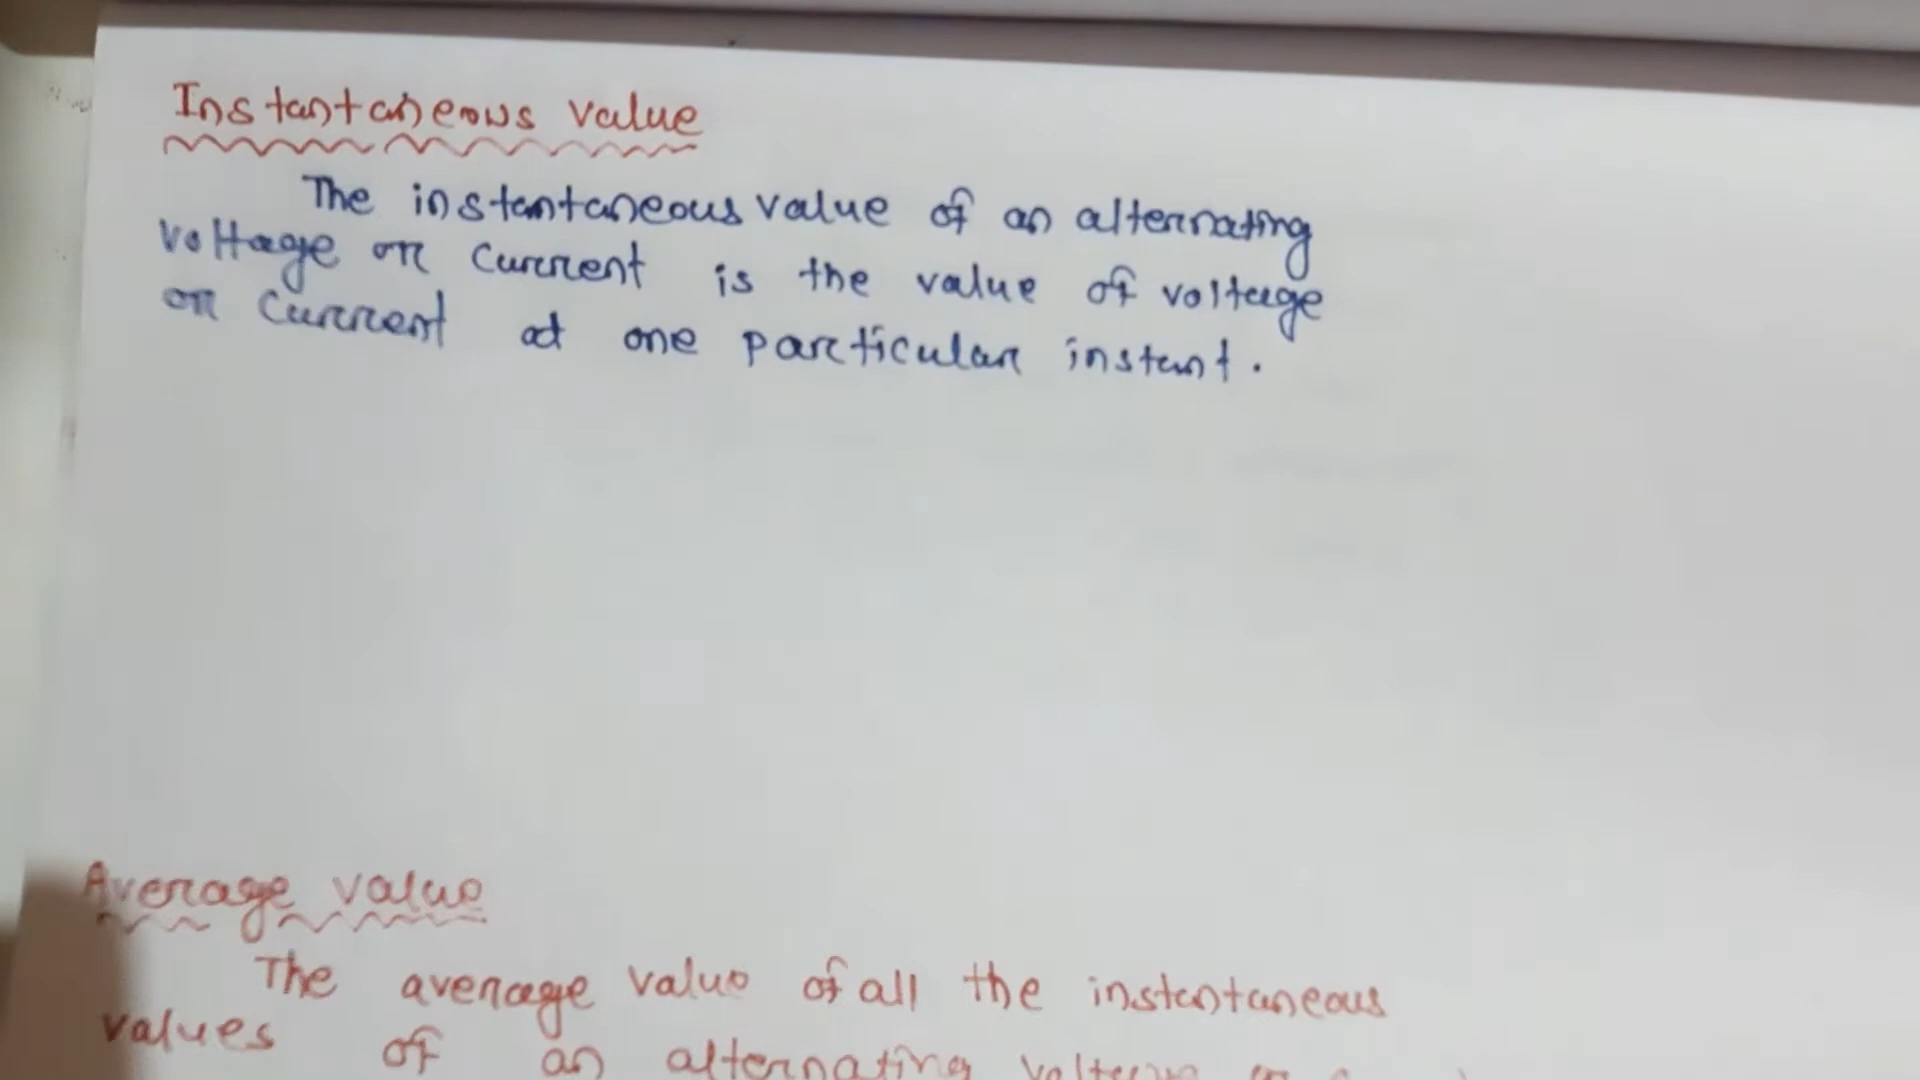 Instantaneous value
The instantaneous value of an alternating
voltage or current is the value of voltage
or current at one particular instant.
Average value
The average value of all the instantaneous
values of an alternating